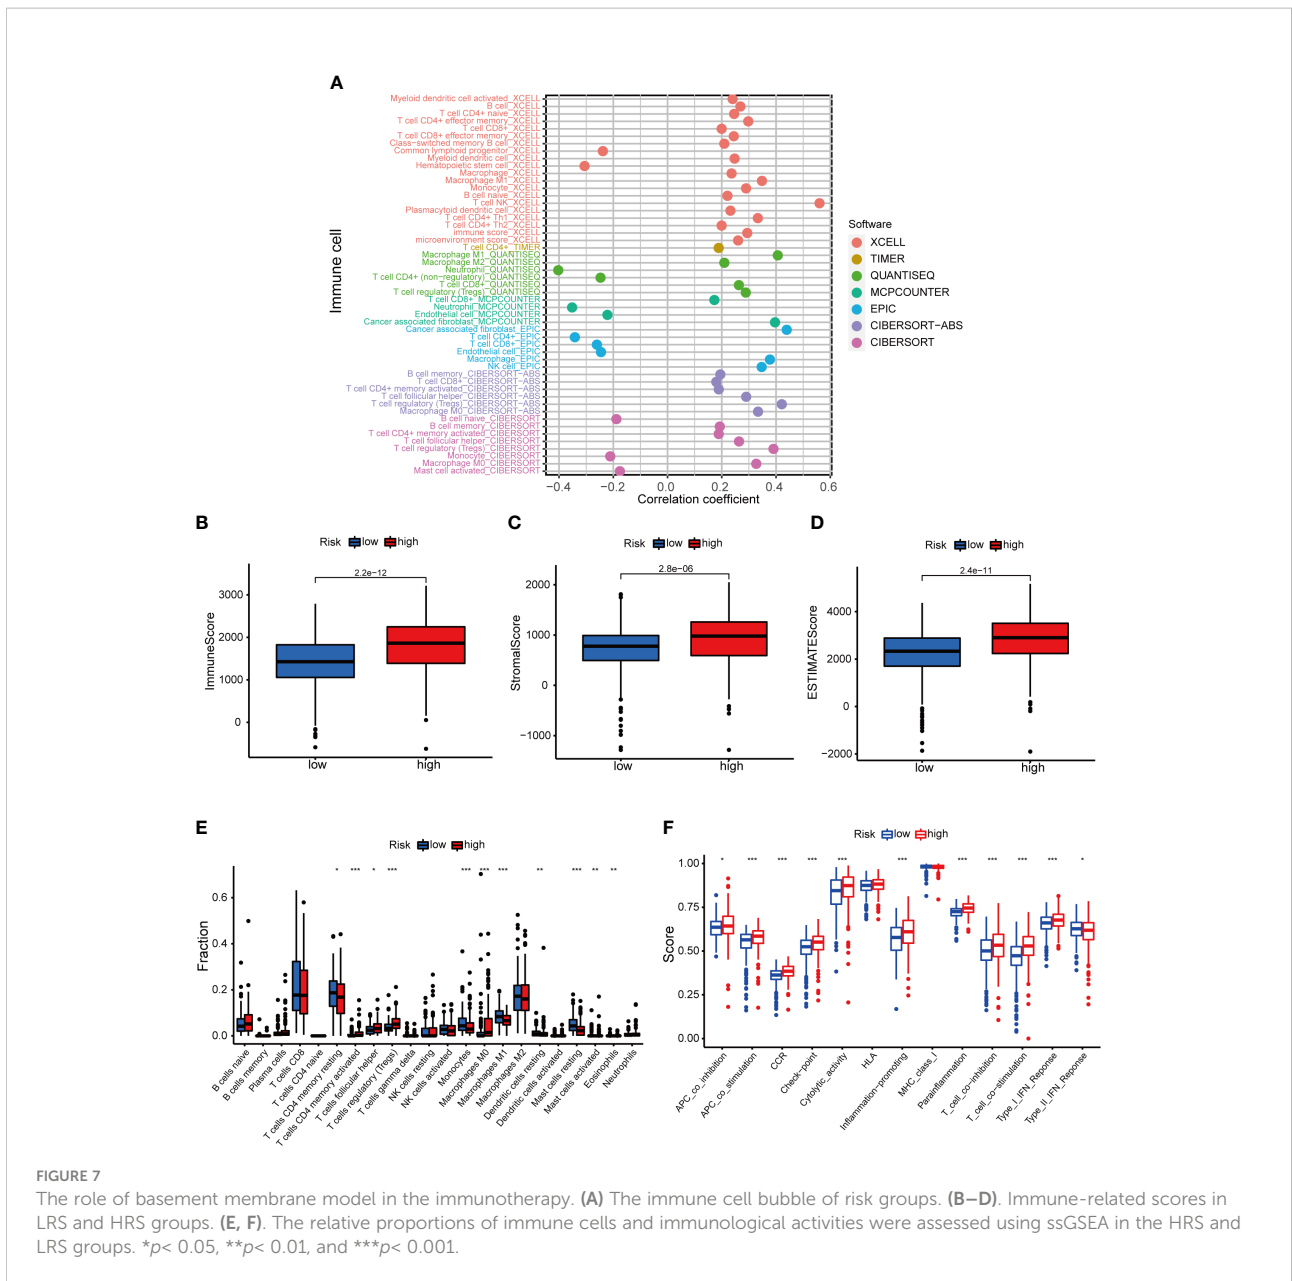 A
Immune cell
Myeloid dendritic cell activated_XCELL
B cell_XCELL
T cell CD4+ naive_XCELL
T cell CD4+ effector memory_XCELL
T cell CD8+_XCELL
T cell CD8+ effector memory_XCELL
Class-switched memory B cell_XCELL
Common lymphoid progenitor_XCELL
Myeloid dendritic cell_XCELL
Hematopoietic stem cell_XCELL
Macrophage_XCELL
Macrophage M1_XCELL
Monocyte_XCELL
B cell naive_XCELL
T cell NK_XCELL
Plasmacytoid dendritic cell_XCELL
T cell CD4+ Th1_XCELL
T cell CD4+ Th2_XCELL
immune score_XCELL
microenvironment score_XCELL
T cell CD4+_TIMER
Macrophage M1_QUANTISEQ
Macrophage M2_QUANTISEQ
Neutrophil_QUANTISEQ
T cell CD4+ (non-regulatory)_QUANTISEQ
T cell CD8+_QUANTISEQ
T cell regulatory (Tregs)_QUANTISEQ
T cell CD8+_MCPCOUNTER
Neutrophil_MCPCOUNTER
Endothelial cell_MCPCOUNTER
Cancer associated fibroblast_MCPCOUNTER
Cancer associated fibroblast_EPIC
T cell CD4+_EPIC
T cell CD8+_EPIC
Endothelial cell_EPIC
Macrophage_EPIC
NK cell_EPIC
B cell memory_CIBERSORT-ABS
T cell CD8+_CIBERSORT-ABS
T cell CD4+ memory activated_CIBERSORT-ABS
T cell follicular helper_CIBERSORT-ABS
T cell regulatory (Tregs)_CIBERSORT-ABS
Macrophage M0_CIBERSORT-ABS
B cell naive_CIBERSORT
B cell memory_CIBERSORT
T cell CD4+ memory activated_CIBERSORT
T cell follicular helper_CIBERSORT
T cell regulatory (Tregs)_CIBERSORT
Monocyte_CIBERSORT
Macrophage M0_CIBERSORT
Mast cell activated_CIBERSORT
−0.4 −0.2 0.0 0.2 0.4 0.6
Correlation coefficient
Software
XCELL
TIMER
QUANTISEQ
MCPCOUNTER
EPIC
CIBERSORT−ABS
CIBERSORT
B
Risk low high
2.2e−12
ImmuneScore
3000
2000
1000
0
low high
C
Risk low high
2.8e−06
StromalScore
2000
1000
0
−1000
low high
D
Risk low high
2.4e−11
ESTIMATEScore
4000
2000
0
−2000
low high
E
Risk low high
* *** * *** *** *** *** ** *** ** **
Fraction
0.6
0.4
0.2
0.0
B cells naive
B cells memory
Plasma cells
T cells CD8
T cells CD4 naive
T cells CD4 memory resting
T cells CD4 memory activated
T cells follicular helper
T cells regulatory (Tregs)
T cells gamma delta
NK cells resting
NK cells activated
Monocytes
Macrophages M0
Macrophages M1
Macrophages M2
Dendritic cells resting
Dendritic cells activated
Mast cells resting
Mast cells activated
Eosinophils
Neutrophils
F
Risk low high
* *** *** *** *** *** *** *** *** *** *
Score
1.00
0.75
0.50
0.25
0.00
APC_co_inhibition
APC_co_stimulation
CCR
Check-point
Cytolytic_activity
HLA
Inflammation-promoting
MHC_class_I
Parainflammation
T_cell_co-inhibition
T_cell_co-stimulation
Type_I_IFN_Reponse
Type_II_IFN_Reponse
FIGURE 7
The role of basement membrane model in the immunotherapy. (A) The immune cell bubble of risk groups. (B–D). Immune-related scores in
LRS and HRS groups. (E, F). The relative proportions of immune cells and immunological activities were assessed using ssGSEA in the HRS and
LRS groups. *p< 0.05, **p< 0.01, and ***p< 0.001.